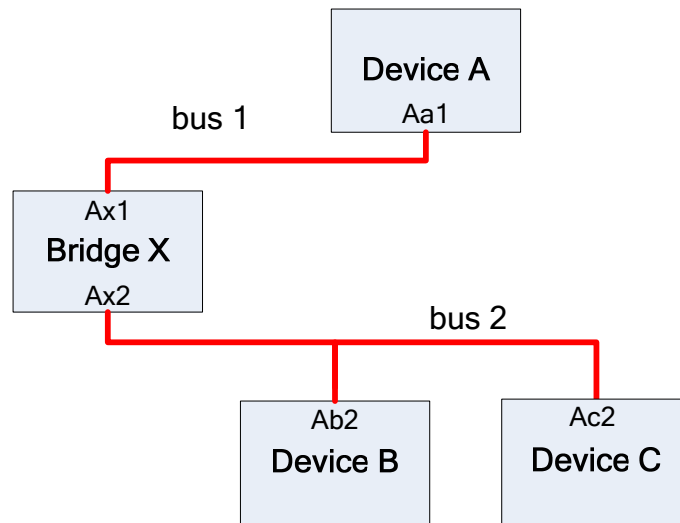 Device A
Aa1
bus 1
Ax1
Bridge X
Ax2
bus 2
Ab2
Device B
Ac2
Device C